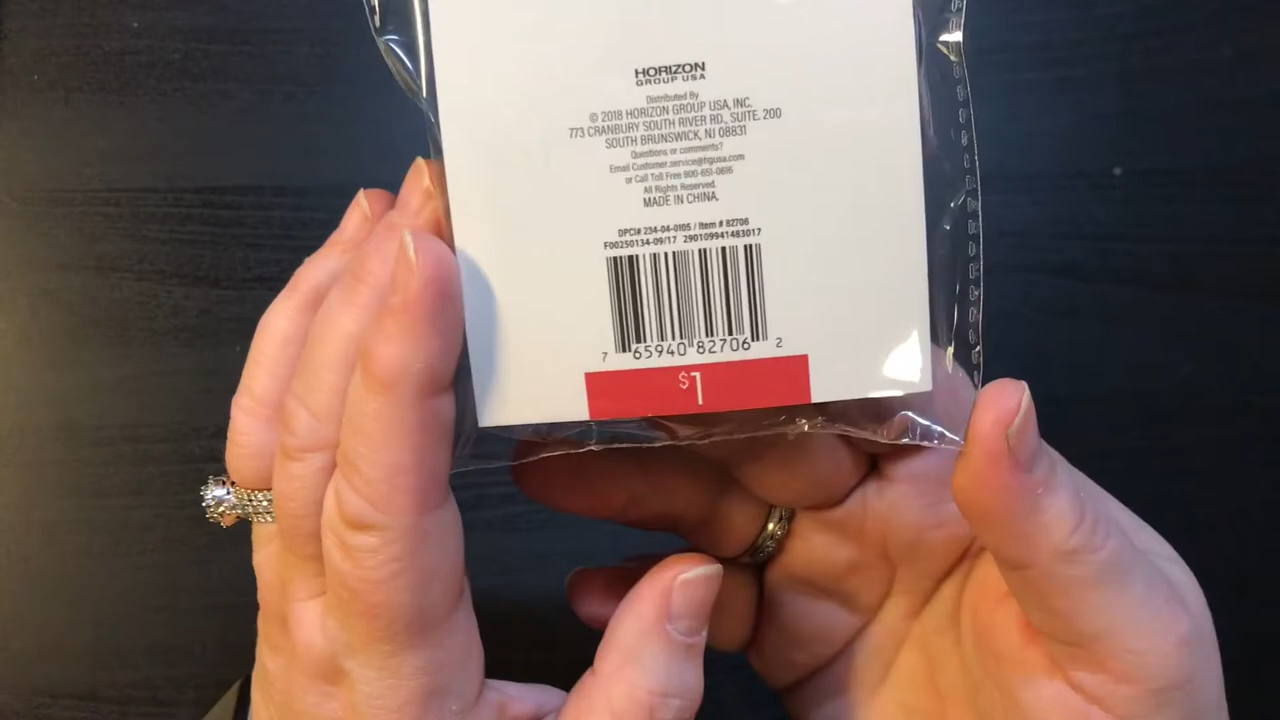 HORIZON
GROUP USA
Distributed By
© 2018 HORIZON GROUP USA, INC.
773 CRANBURY SOUTH RIVER RD., SUITE. 200
SOUTH BRUNSWICK, NJ 08831
Questions or comments?
Email Customer.service@hgusa.com
or Call Toll Free 800-651-0616
All Rights Reserved.
MADE IN CHINA.
DPCI# 234-04-0105 / Item # 82706
F00250134-09/17 290109941483017
7 65940 82706 2
$1